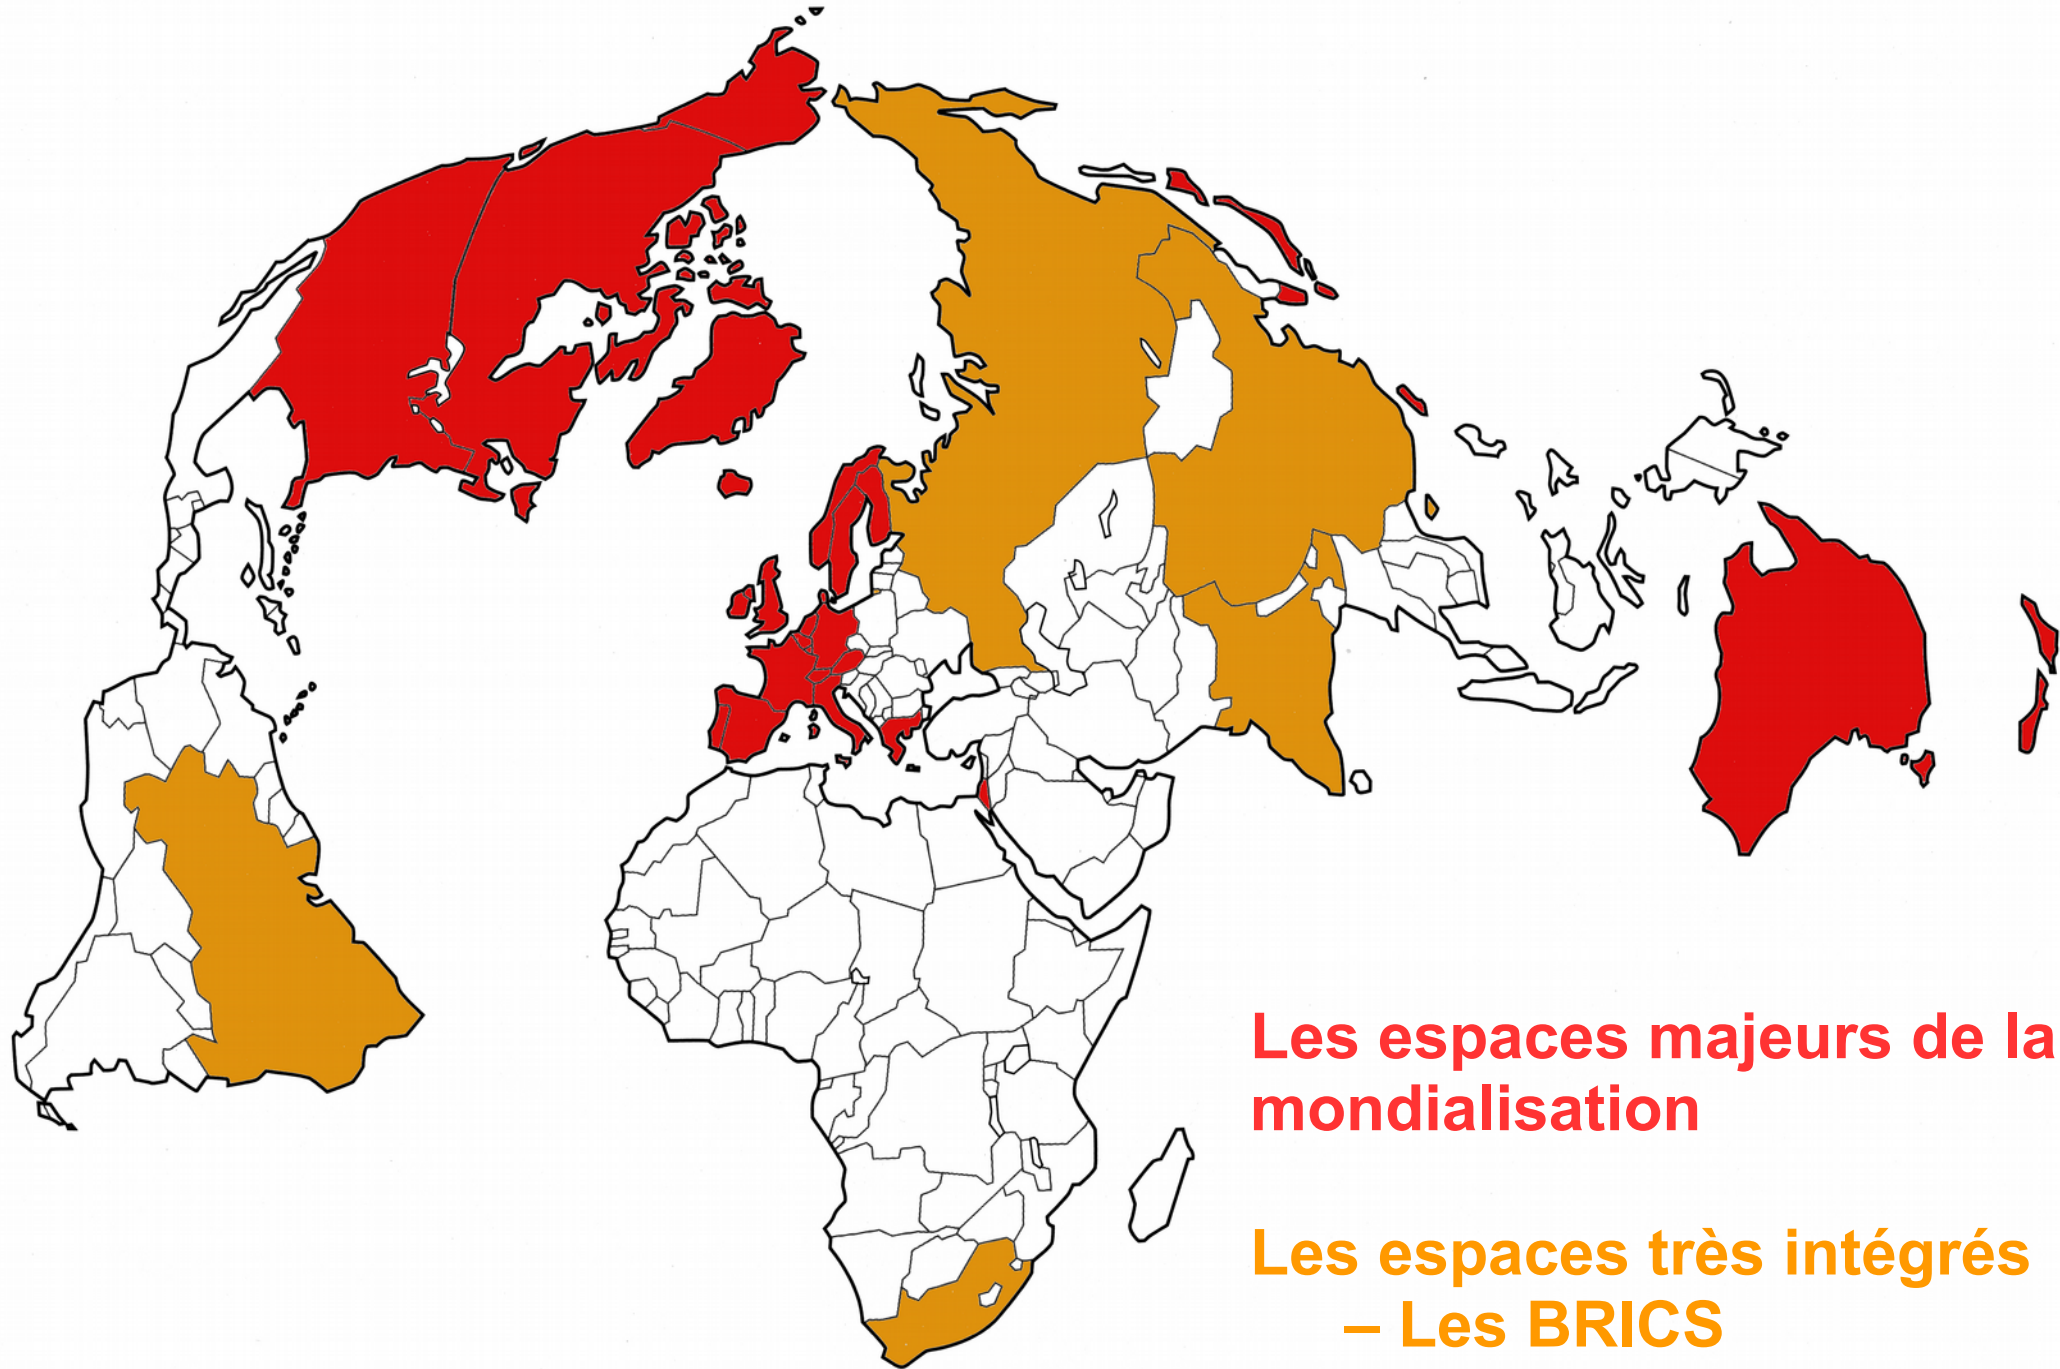 Les espaces majeurs de la
mondialisation
Les espaces très intégrés
– Les BRICS